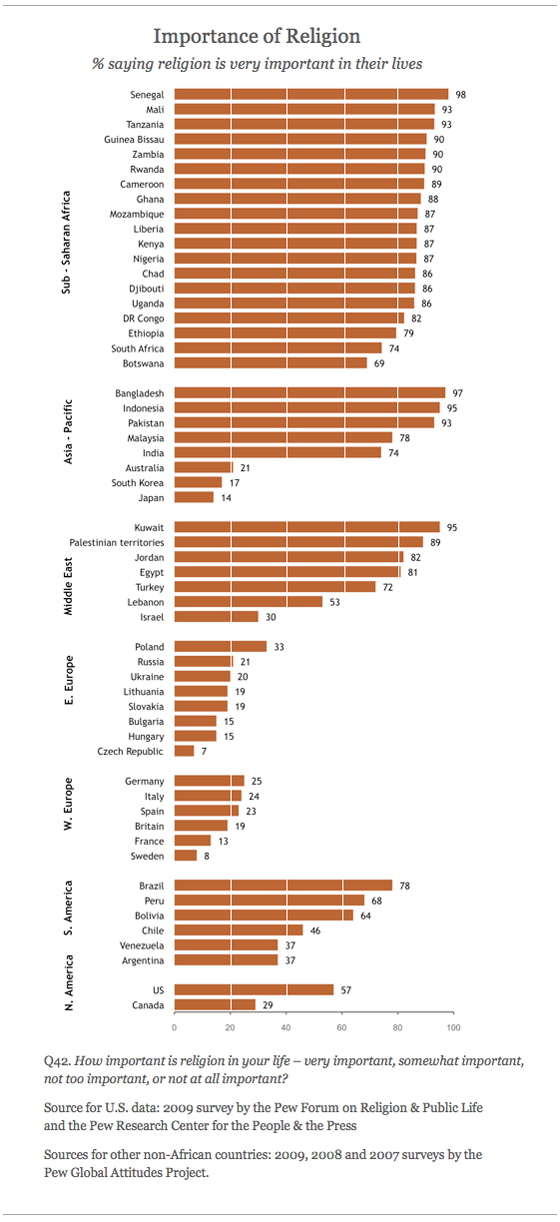 Importance of Religion
% saying religion is very important in their lives
Sub - Saharan Africa
Senegal 98
Mali 93
Tanzania 93
Guinea Bissau 90
Zambia 90
Rwanda 90
Cameroon 89
Ghana 88
Mozambique 87
Liberia 87
Kenya 87
Nigeria 87
Chad 86
Djibouti 86
Uganda 86
DR Congo 82
Ethiopia 79
South Africa 74
Botswana 69
Asia - Pacific
Bangladesh 97
Indonesia 95
Pakistan 93
Malaysia 78
India 74
Australia 21
South Korea 17
Japan 14
Middle East
Kuwait 95
Palestinian territories 89
Jordan 82
Egypt 81
Turkey 72
Lebanon 53
Israel 30
E. Europe
Poland 33
Russia 21
Ukraine 20
Lithuania 19
Slovakia 19
Bulgaria 15
Hungary 15
Czech Republic 7
W. Europe
Germany 25
Italy 24
Spain 23
Britain 19
France 13
Sweden 8
S. America
Brazil 78
Peru 68
Bolivia 64
Chile 46
Venezuela 37
Argentina 37
N. America
US 57
Canada 29
0 20 40 60 80 100
Q42. How important is religion in your life – very important, somewhat important,
not too important, or not at all important?
Source for U.S. data: 2009 survey by the Pew Forum on Religion & Public Life
and the Pew Research Center for the People & the Press
Sources for other non-African countries: 2009, 2008 and 2007 surveys by the
Pew Global Attitudes Project.